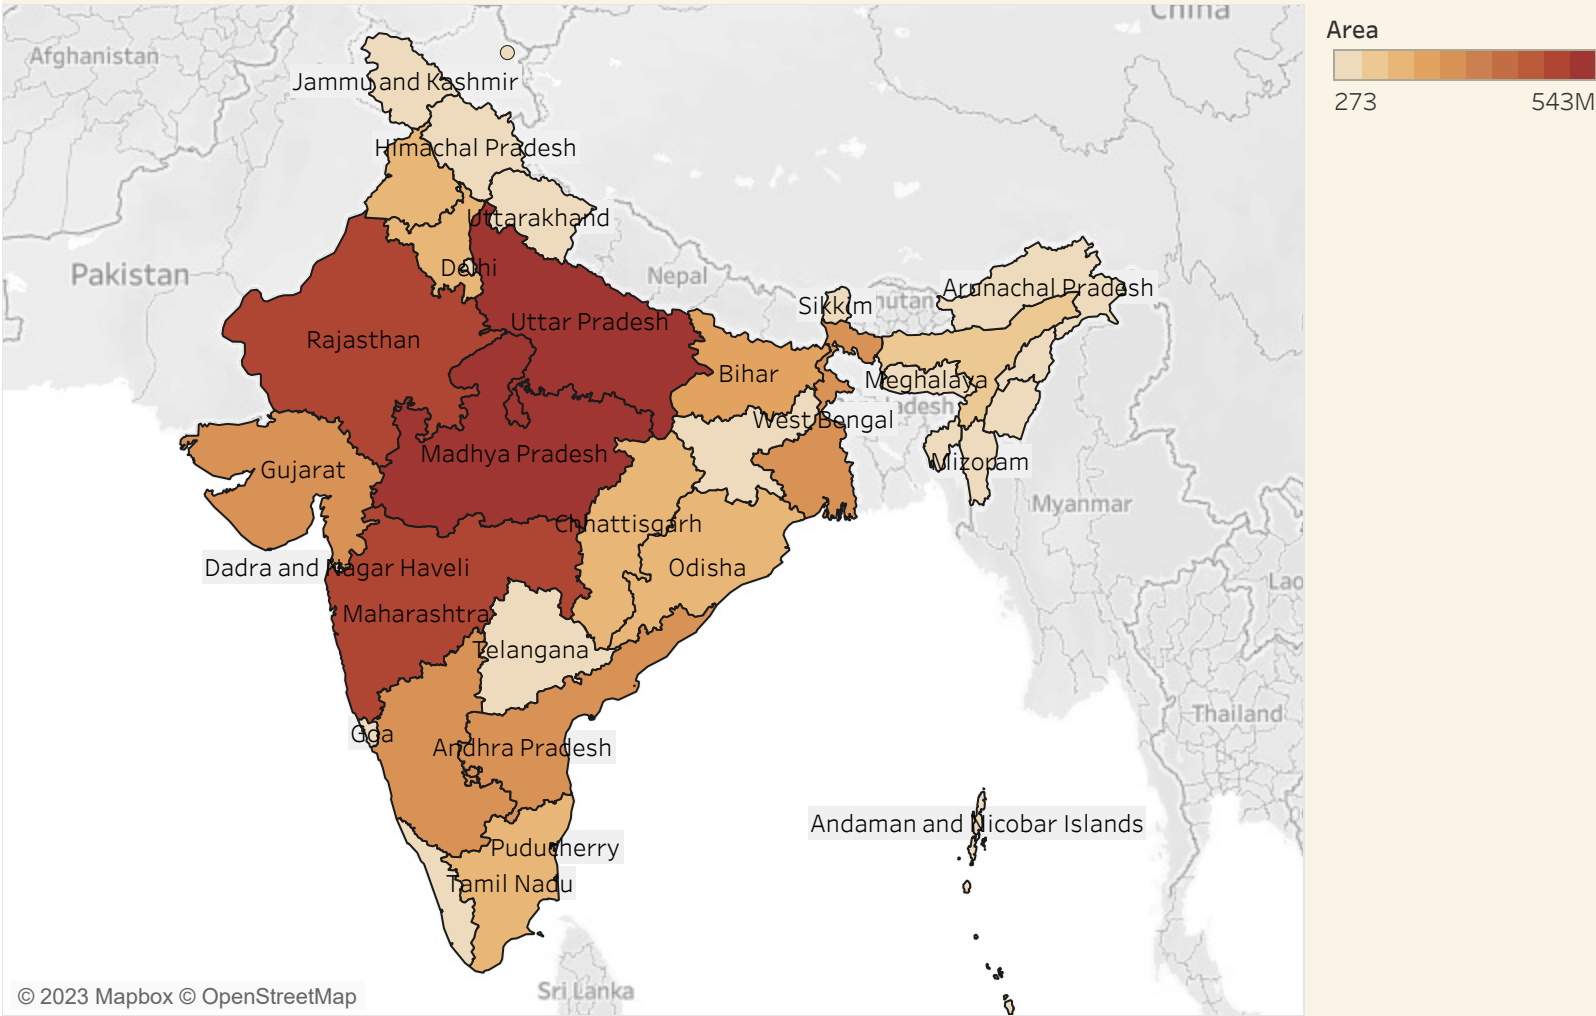 China
Area
Afghanistan
Jammu and Kashmir
273
543M
Himachal Pradesh
Uttarakhand
Pakistan
Delhi
Nepal
Arunachal Pradesh
Sikkim
hutan
Uttar Pradesh
Rajasthan
Bihar
Meghalaya
adesh
West Bengal
Madhya Pradesh
Gujarat
Mizoram
Myanmar
Chhattisgarh
Dadra and Nagar Haveli
Odisha
Lao
Maharashtra
Telangana
Thailand
Goa
Andhra Pradesh
Andaman and Nicobar Islands
Puducherry
Tamil Nadu
Sri Lanka
© 2023 Mapbox © OpenStreetMap